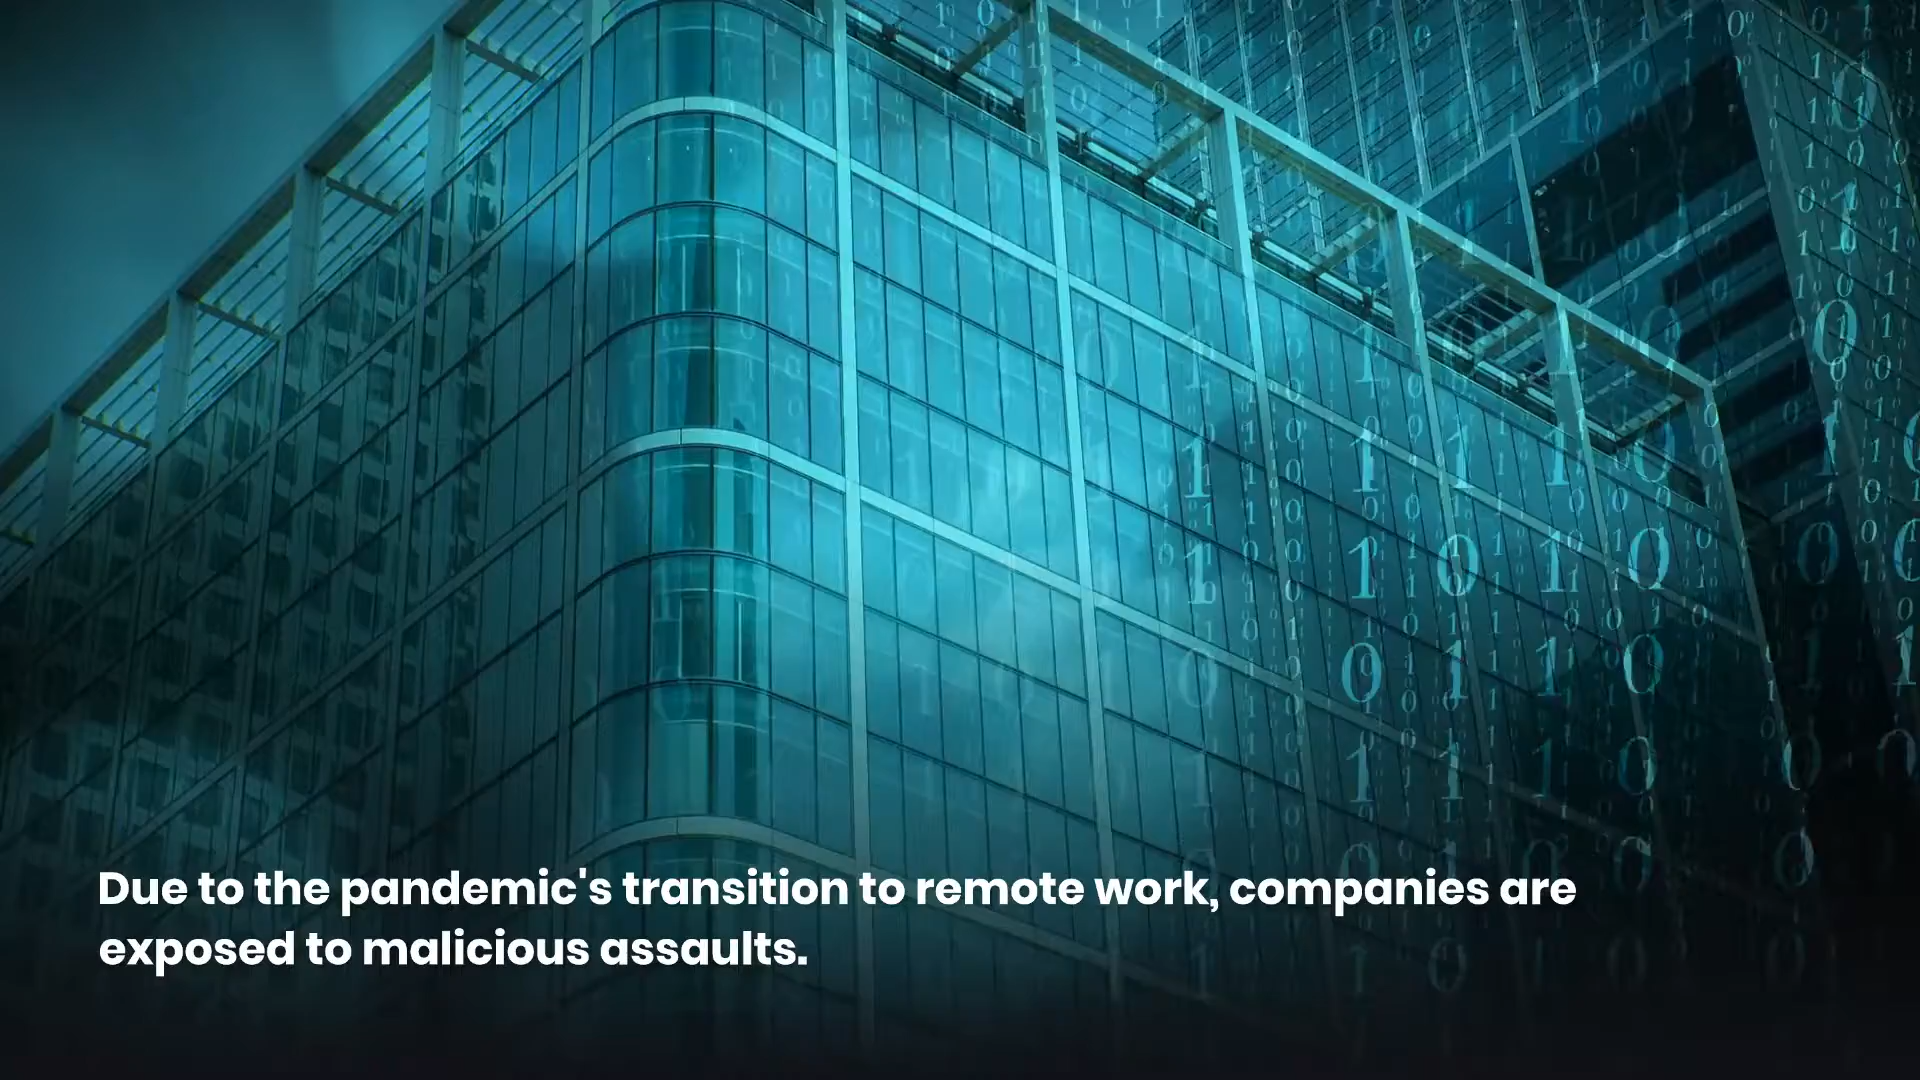 Due to the pandemic's transition to remote work, companies are
exposed to malicious assaults.